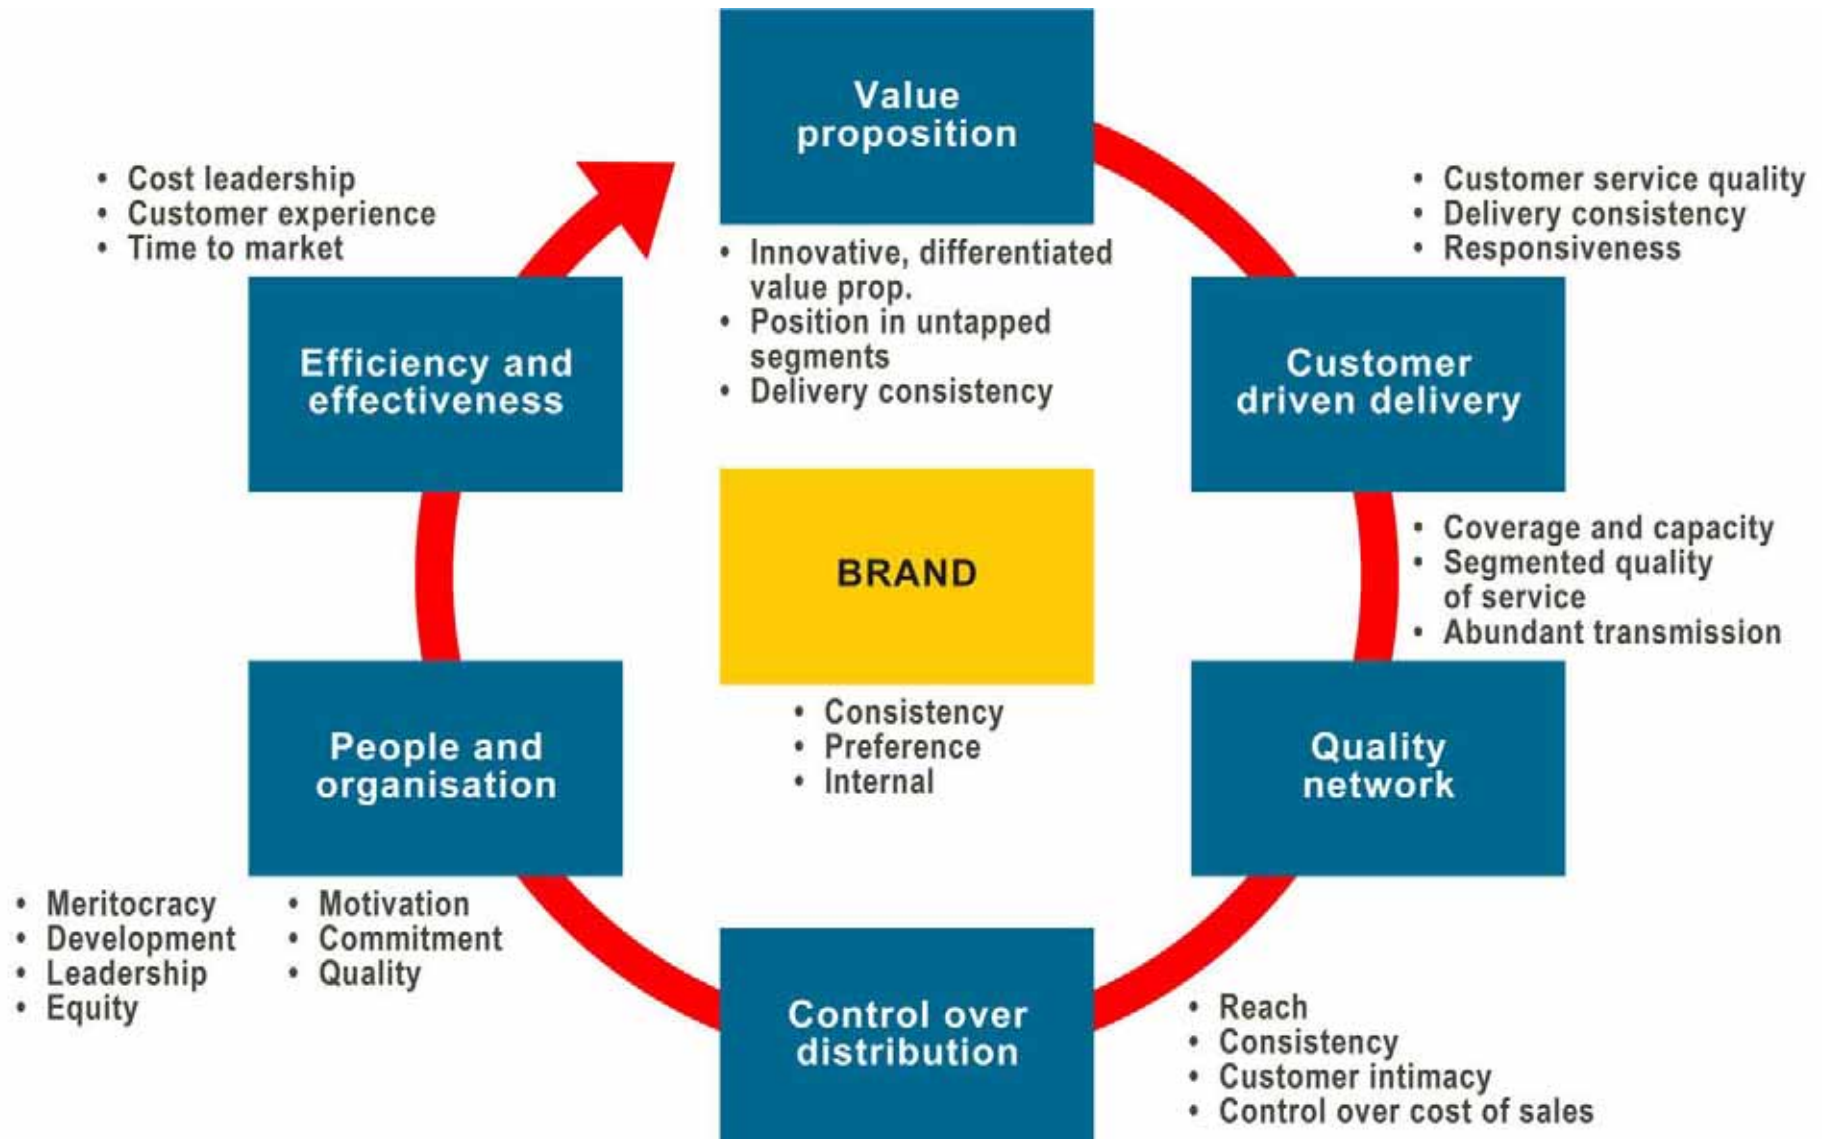 Value
proposition
• Innovative, differentiated
value prop.
• Position in untapped
segments
• Delivery consistency
• Customer service quality
• Delivery consistency
• Responsiveness
Customer
driven delivery
• Coverage and capacity
• Segmented quality
of service
• Abundant transmission
Quality
network
• Reach
• Consistency
• Customer intimacy
• Control over cost of sales
Control over
distribution
People and
organisation
• Meritocracy
• Development
• Leadership
• Equity
• Motivation
• Commitment
• Quality
• Cost leadership
• Customer experience
• Time to market
Efficiency and
effectiveness
BRAND
• Consistency
• Preference
• Internal